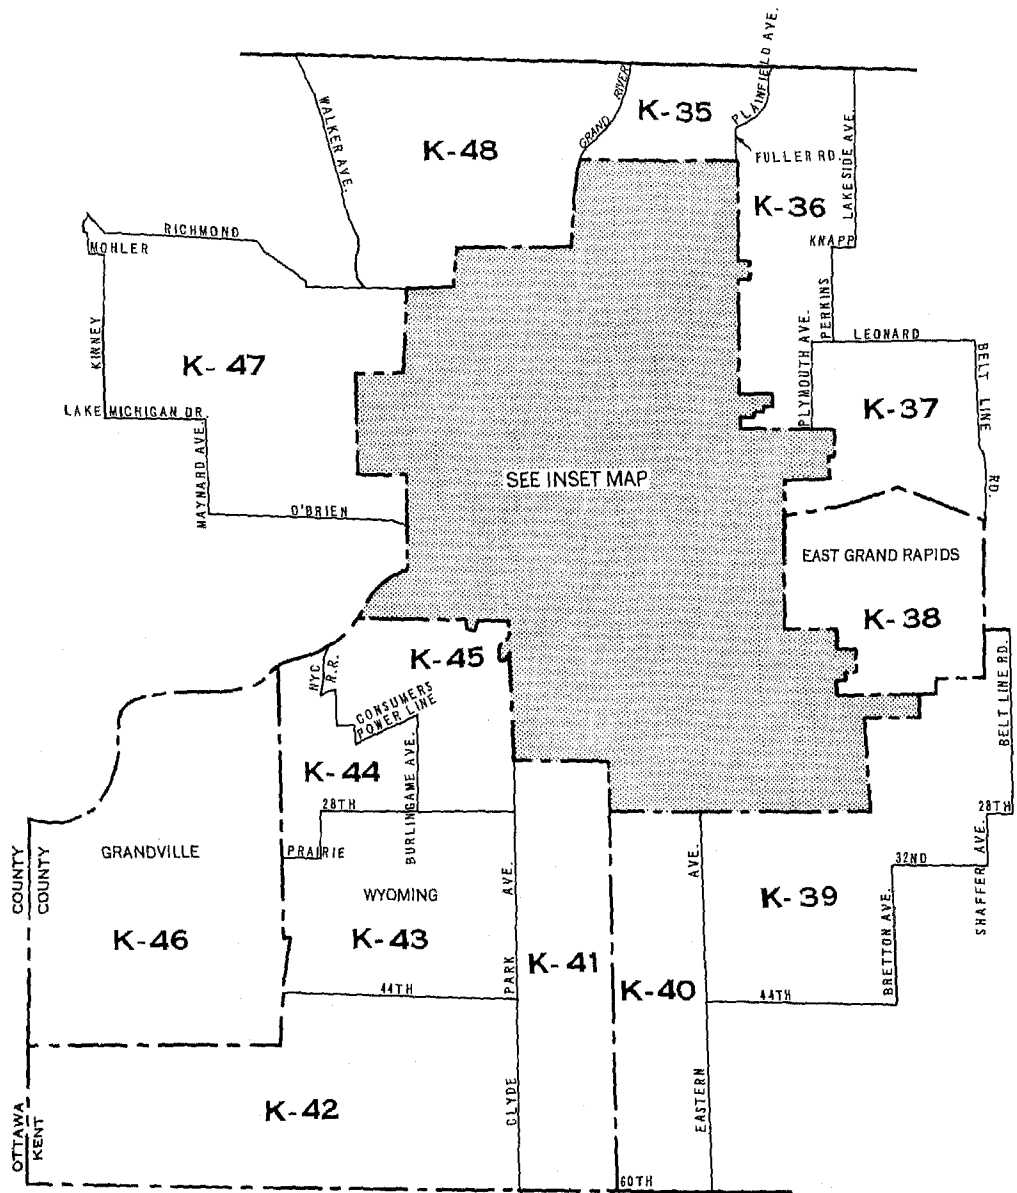 PLAINFIELD AVE.
WALKER AVE.
K-48
GRAND RIVER
K-35
FULLER RD.
LAKE SIDE AVE.
K-36
KNAPP
RICHMOND
MOHLER
KINNEY
K-47
LAKE MICHIGAN DR.
MAYNARD AVE.
O'BRIEN
PERKINS
PLYMOUTH AVE.
LEONARD
BELT LINE RD.
K-37
SEE INSET MAP
EAST GRAND RAPIDS
K-38
BELT LINE RD.
K-45
NYC R.R.
CONSUMERS
POWER LINE
K-44
BURLINGAME AVE.
28TH
28TH
PRAIRIE
GRANDVILLE
WYOMING
COUNTY
COUNTY
K-46
K-43
44TH
CLYDE PARK AVE.
K-41
K-40
EASTERN AVE.
K-39
32ND
SHAFFER AVE.
BRETTON AVE.
44TH
K-42
OTTAWA
KENT
60TH